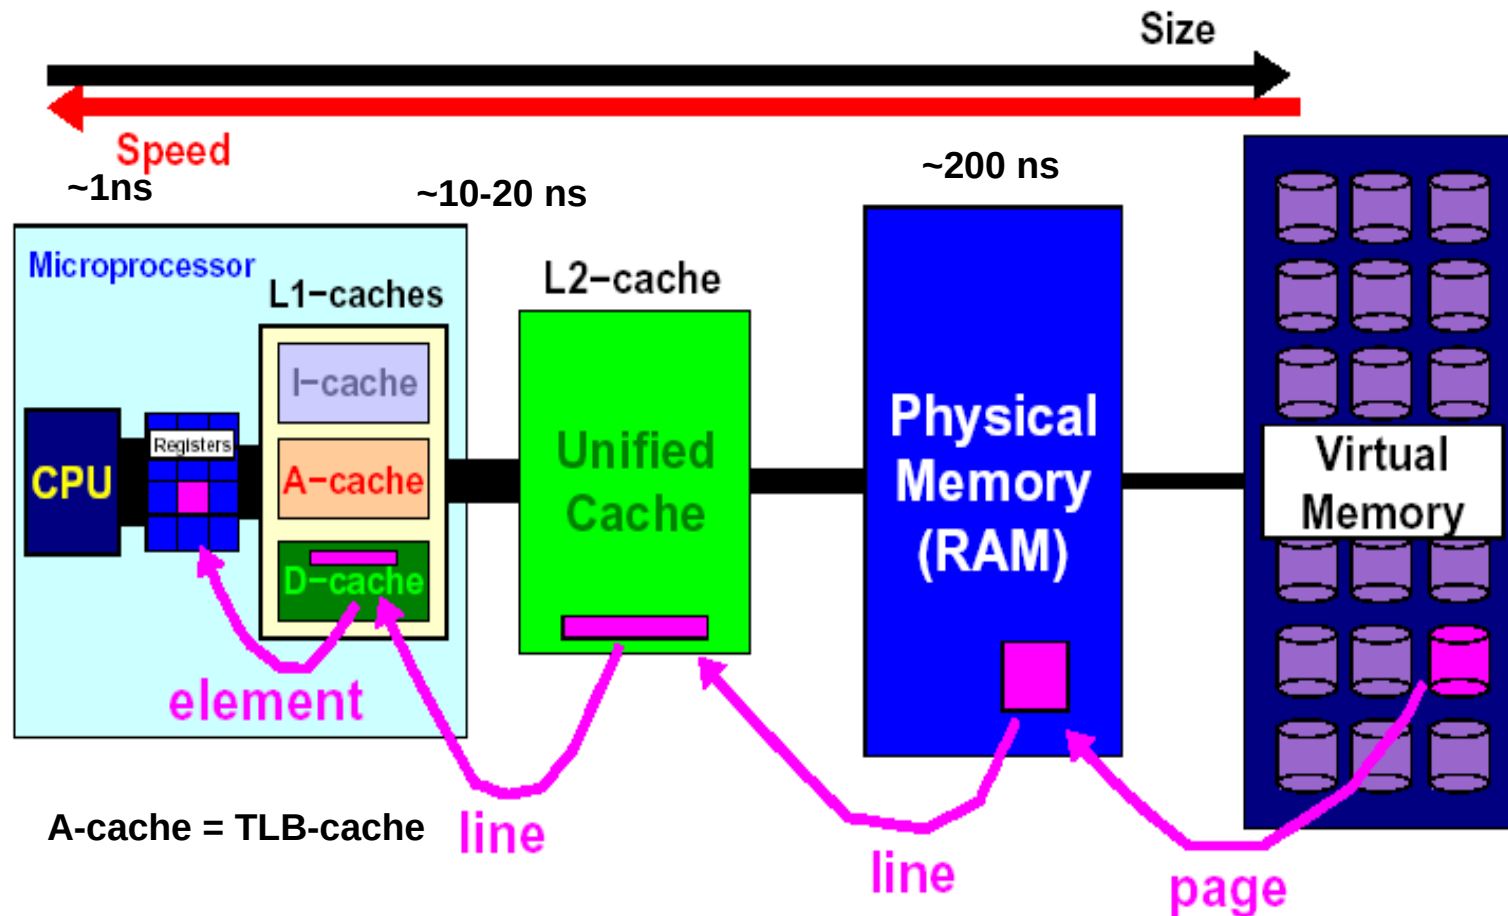 Size
Speed
~1ns
~10-20 ns
~200 ns
Microprocessor
L1-caches
L2-cache
I-cache
A-cache
D-cache
CPU
Registers
Unified
Cache
Physical
Memory
(RAM)
Virtual
Memory
element
line
line
page
A-cache = TLB-cache